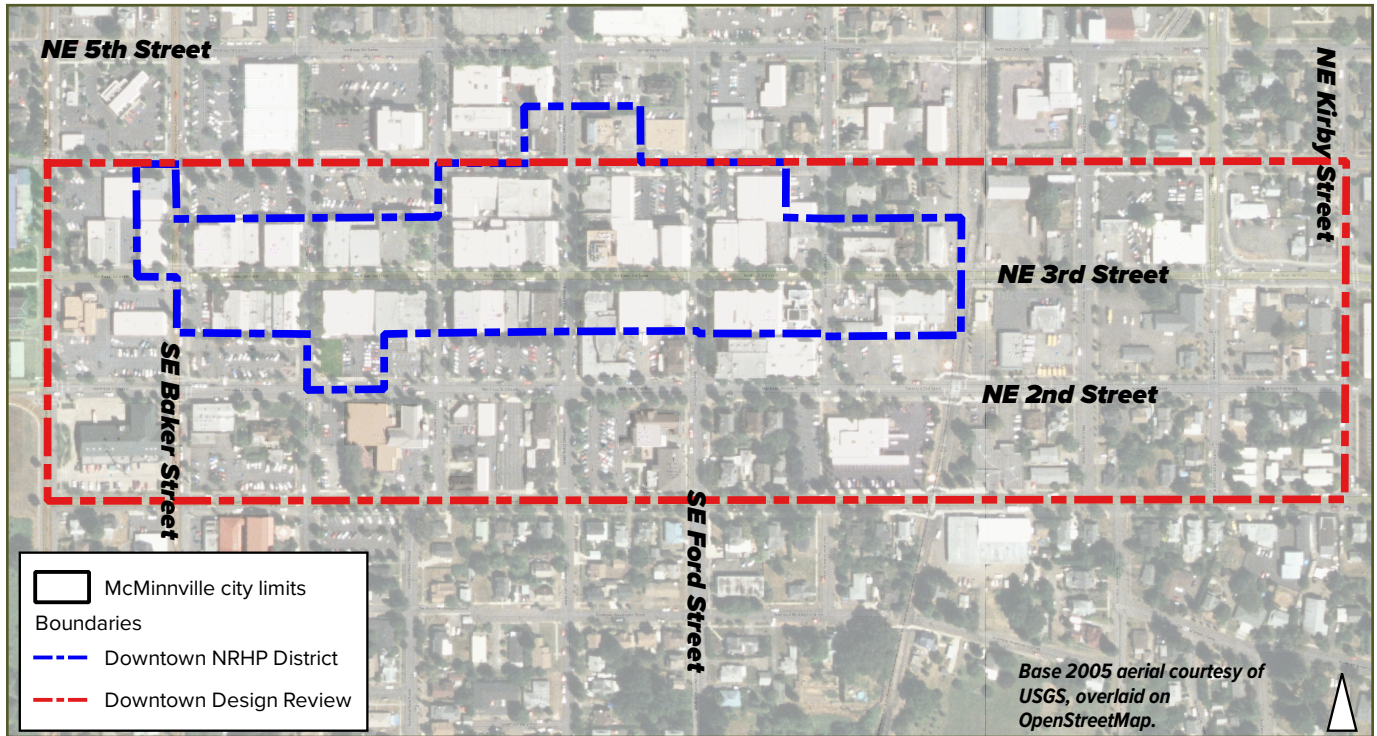 NE 5th Street
NE Kirby Street
NE 3rd Street
SE Baker Street
NE 2nd Street
SE Ford Street
McMinnville city limits
Boundaries
Downtown NRHP District
Downtown Design Review
Base 2005 aerial courtesy of
USGS, overlaid on
OpenStreetMap.